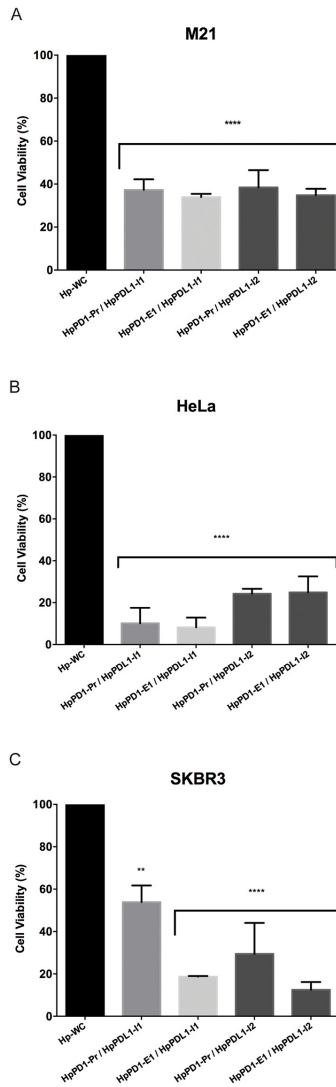 A
M21
Cell Viability (%)
100
80
60
40
20
0
****
Hp-WC
HpPD1-Pr / HpPDL1-I1
HpPD1-E1 / HpPDL1-I1
HpPD1-Pr / HpPDL1-I2
HpPD1-E1 / HpPDL1-I2
B
HeLa
Cell Viability (%)
100
80
60
40
20
0
****
Hp-WC
HpPD1-Pr / HpPDL1-I1
HpPD1-E1 / HpPDL1-I1
HpPD1-Pr / HpPDL1-I2
HpPD1-E1 / HpPDL1-I2
C
SKBR3
Cell Viability (%)
100
80
60
40
20
0
**
****
Hp-WC
HpPD1-Pr / HpPDL1-I1
HpPD1-E1 / HpPDL1-I1
HpPD1-Pr / HpPDL1-I2
HpPD1-E1 / HpPDL1-I2